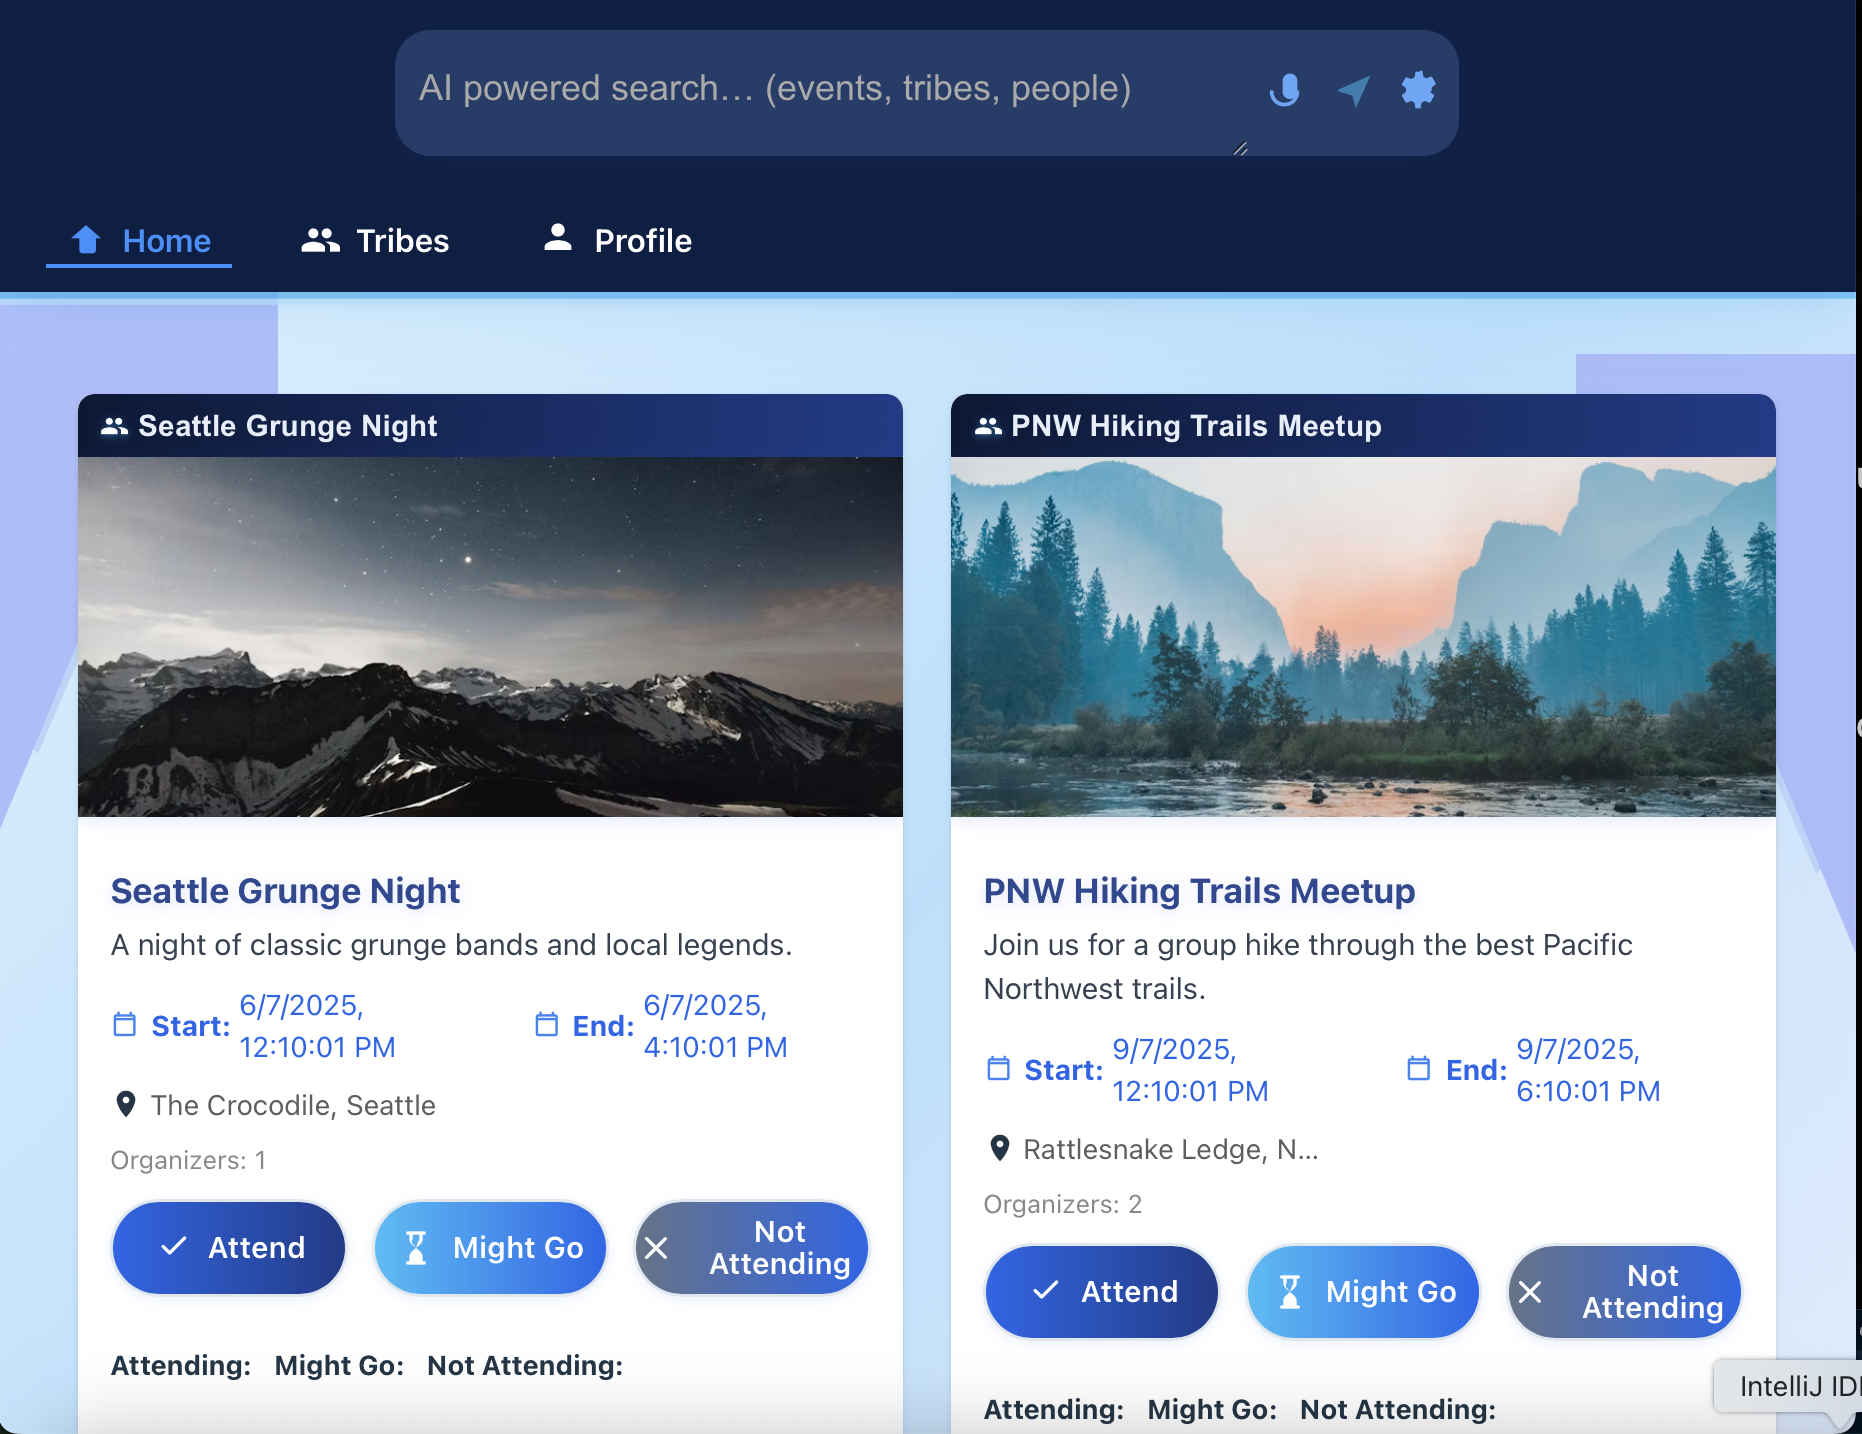 AI powered search… (events, tribes, people)
Home
Tribes
Profile
Seattle Grunge Night
Seattle Grunge Night
A night of classic grunge bands and local legends.
Start:
6/7/2025,
12:10:01 PM
End:
6/7/2025,
4:10:01 PM
The Crocodile, Seattle
Organizers: 1
Attend
Might Go
Not
Attending
Attending: Might Go: Not Attending:
PNW Hiking Trails Meetup
PNW Hiking Trails Meetup
Join us for a group hike through the best Pacific
Northwest trails.
Start:
9/7/2025,
12:10:01 PM
End:
9/7/2025,
6:10:01 PM
Rattlesnake Ledge, N...
Organizers: 2
Attend
Might Go
Not
Attending
Attending: Might Go: Not Attending:
IntelliJ